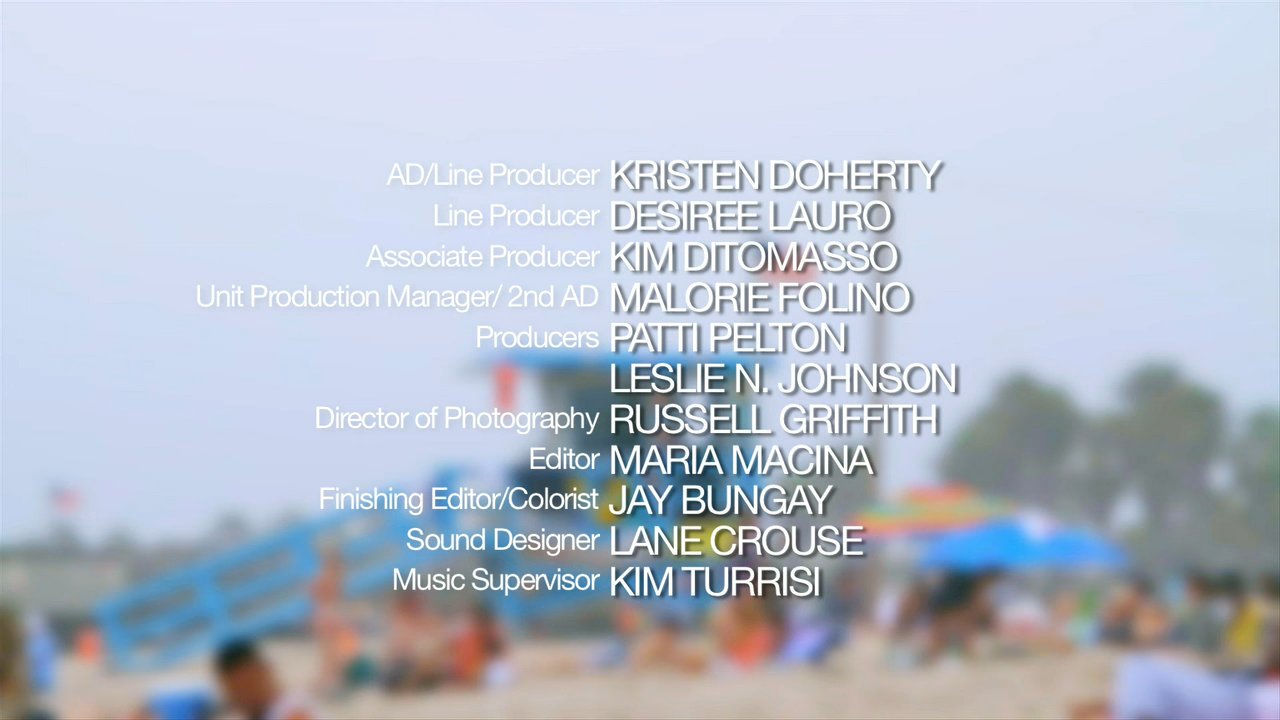 AD/Line Producer KRISTEN DOHERTY
Line Producer DESIREE LAURO
Associate Producer KIM DITOMASSO
Unit Production Manager/ 2nd AD MALORIE FOLINO
Producers PATTI PELTON
LESLIE N. JOHNSON
Director of Photography RUSSELL GRIFFITH
Editor MARIA MACINA
Finishing Editor/Colorist JAY BUNGAY
Sound Designer LANE CROUSE
Music Supervisor KIM TURRISI